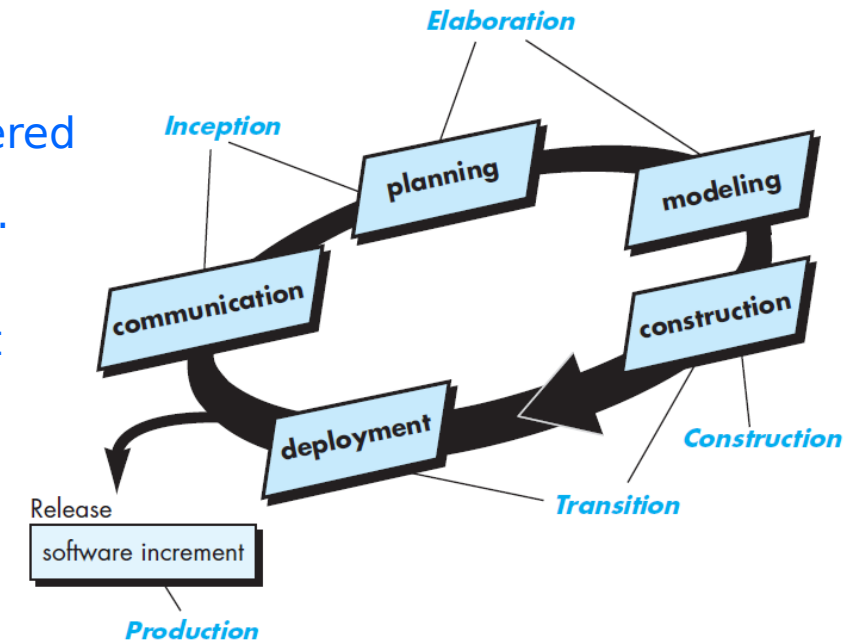 Elaboration
Inception
planning
modeling
communication
construction
deployment
Construction
Transition
Release
software increment
Production